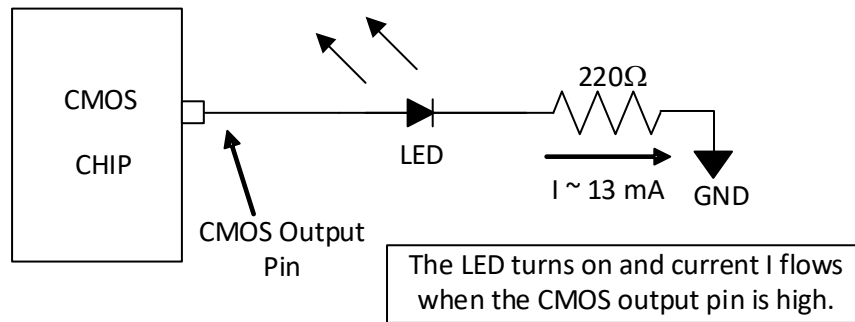 CMOS
CHIP
220Ω
LED
I ~ 13 mA
GND
CMOS Output
Pin
The LED turns on and current I flows
when the CMOS output pin is high.